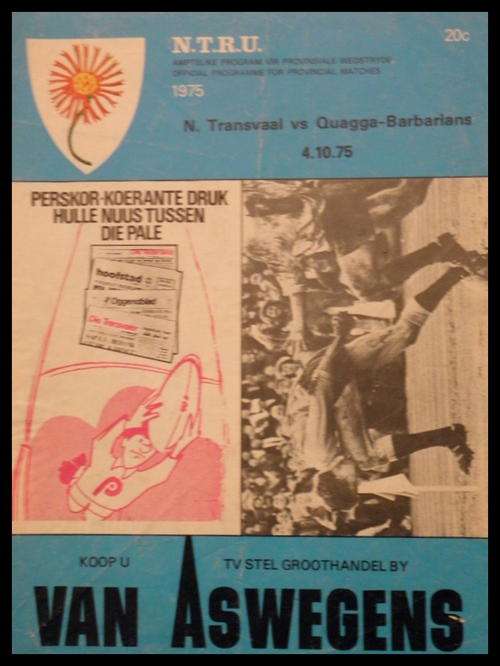 N.T.R.U.
20c
AMPTELIKE PROGRAM VIR PROVINSIALE WEDSTRYDE
OFFICIAL PROGRAMME FOR PROVINCIAL MATCHES
1975
N. Transvaal vs Quagga-Barbarians
4.10.75
PERSKOR-KOERANTE DRUK
HULLE NUUS TUSSEN
DIE PALE
hoofstad
Oggendblad
Die Transvaler
P
KOOP U TV STEL GROOTHANDEL BY
VAN ASWEGENS